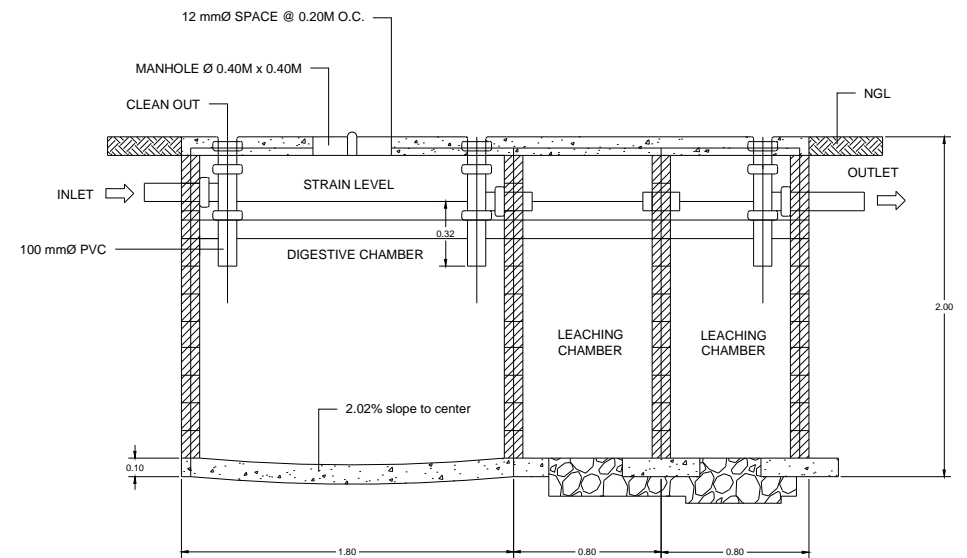 12 mmØ SPACE @ 0.20M O.C.
MANHOLE Ø 0.40M x 0.40M
CLEAN OUT
NGL
INLET
STRAIN LEVEL
OUTLET
0.32
100 mmØ PVC
DIGESTIVE CHAMBER
2.00
LEACHING
CHAMBER
LEACHING
CHAMBER
2.02% slope to center
0.10
1.80
0.80
0.80